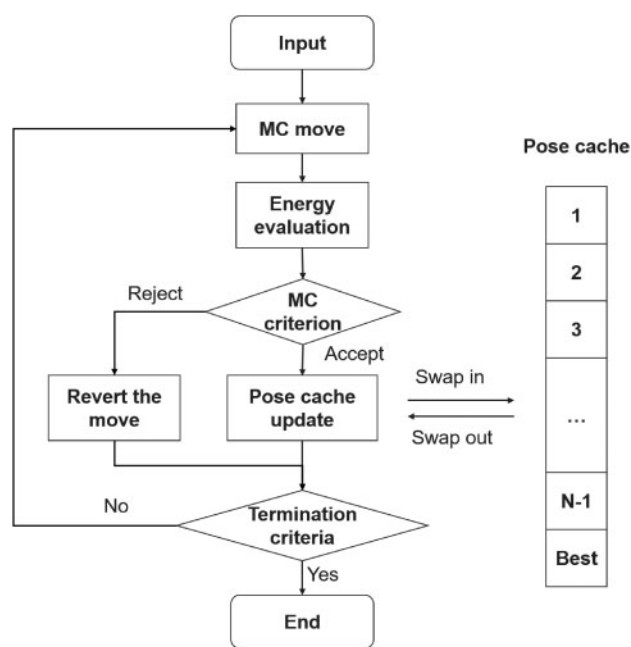 Input
MC move
Energy
evaluation
MC
criterion
Reject
Accept
Revert the
move
Pose cache
update
Swap in
Swap out
Termination
criteria
No
Yes
End
Pose cache
1
2
3
...
N-1
Best